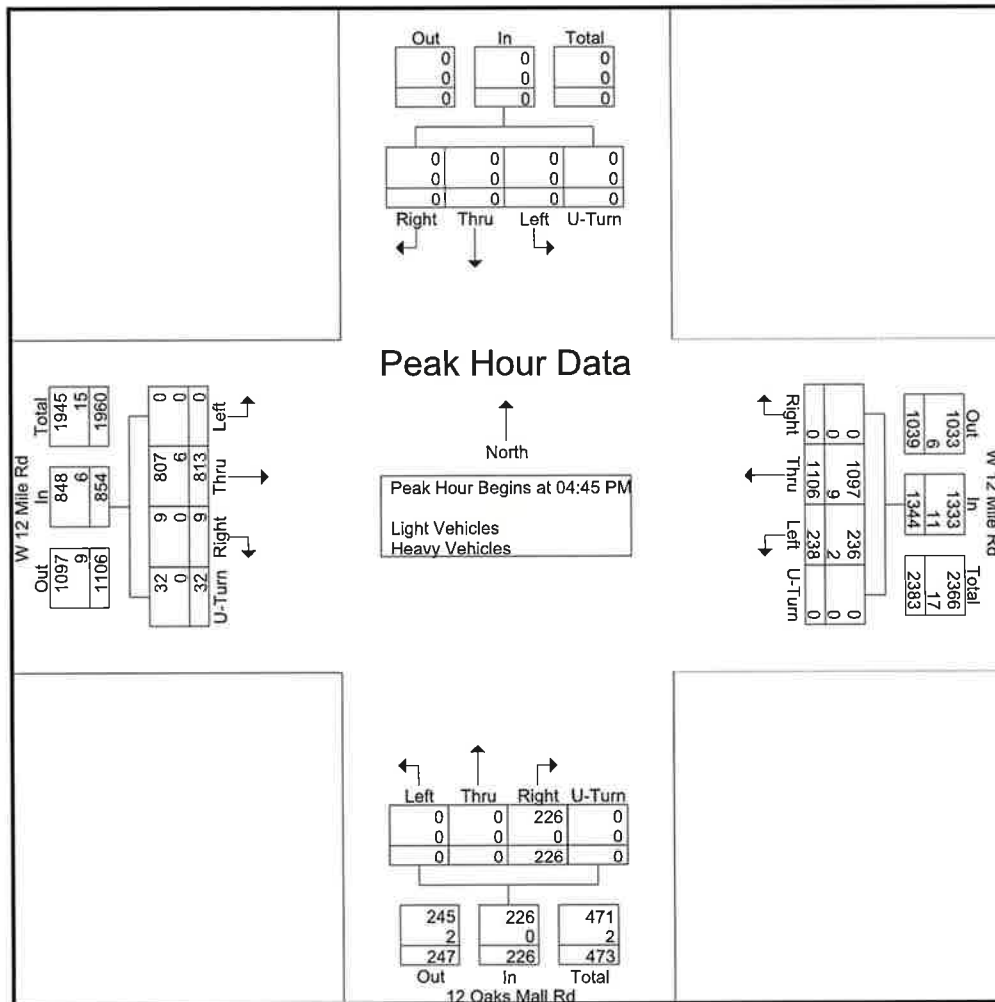 Out In Total
0 0 0
0 0 0
0 0 0
0 0 0 0
0 0 0 0
0 0 0 0
Right Thru Left U-Turn
Peak Hour Data
North
Peak Hour Begins at 04:45 PM
Light Vehicles
Heavy Vehicles
W 12 Mile Rd
Out In Total
1097 848 1945
9 6 15
1106 854 1960
32 9 807 0
0 0 6 0
32 9 813 0
U-Turn Right Thru Left
W 12 Mile Rd
Out In Total
1033 1333 2366
6 11 17
1039 1344 2383
0 1097 236 0
0 9 2 0
0 1106 238 0
Right Thru Left U-Turn
Left Thru Right U-Turn
0 0 226 0
0 0 0 0
0 0 226 0
245 226 471
2 0 2
247 226 473
Out In Total
12 Oaks Mall Rd